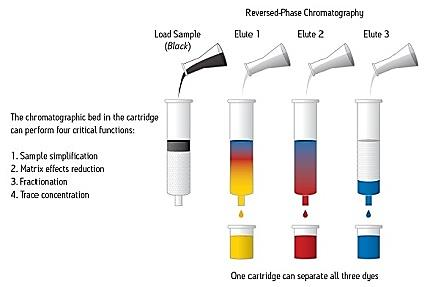 Reversed-Phase Chromatography
Load Sample
(Black)
Elute 1
Elute 2
Elute 3
The chromatographic bed in the cartridge
can perform four critical functions:
1. Sample simplification
2. Matrix effects reduction
3. Fractionation
4. Trace concentration
One cartridge can separate all three dyes